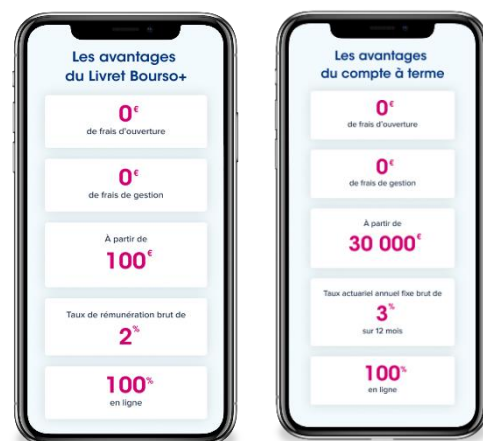 Les avantages
du Livret Bourso+
0€
de frais d'ouverture
0€
de frais de gestion
À partir de
100€
Taux de rémunération brut de
2%
100%
en ligne
Les avantages
du compte à terme
0€
de frais d'ouverture
0€
de frais de gestion
À partir de
30 000€
Taux actuariel annuel fixe brut de
3%
sur 12 mois
100%
en ligne